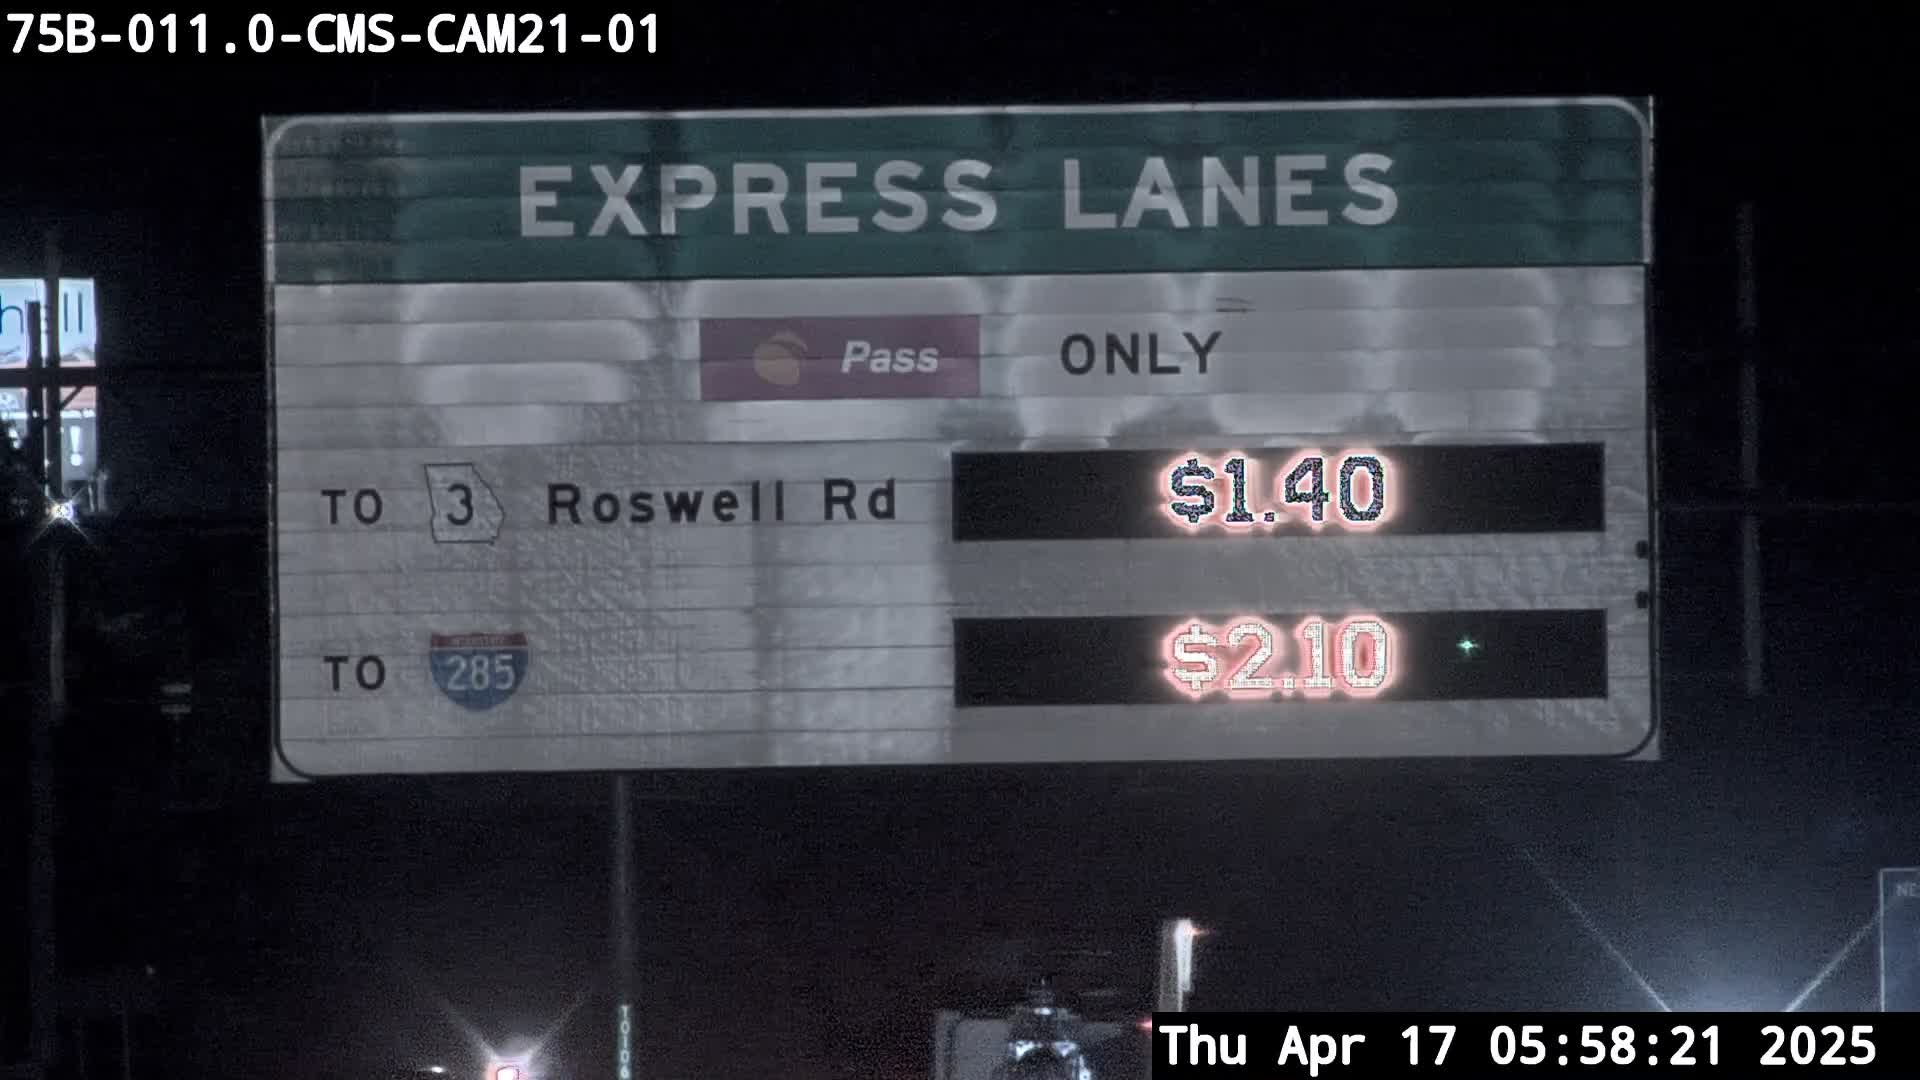 75B-011.0-CMS-CAM21-01
EXPRESS LANES
Pass ONLY
TO 3 Roswell Rd $1.40
TO 285 $2.10
Thu Apr 17 05:58:21 2025